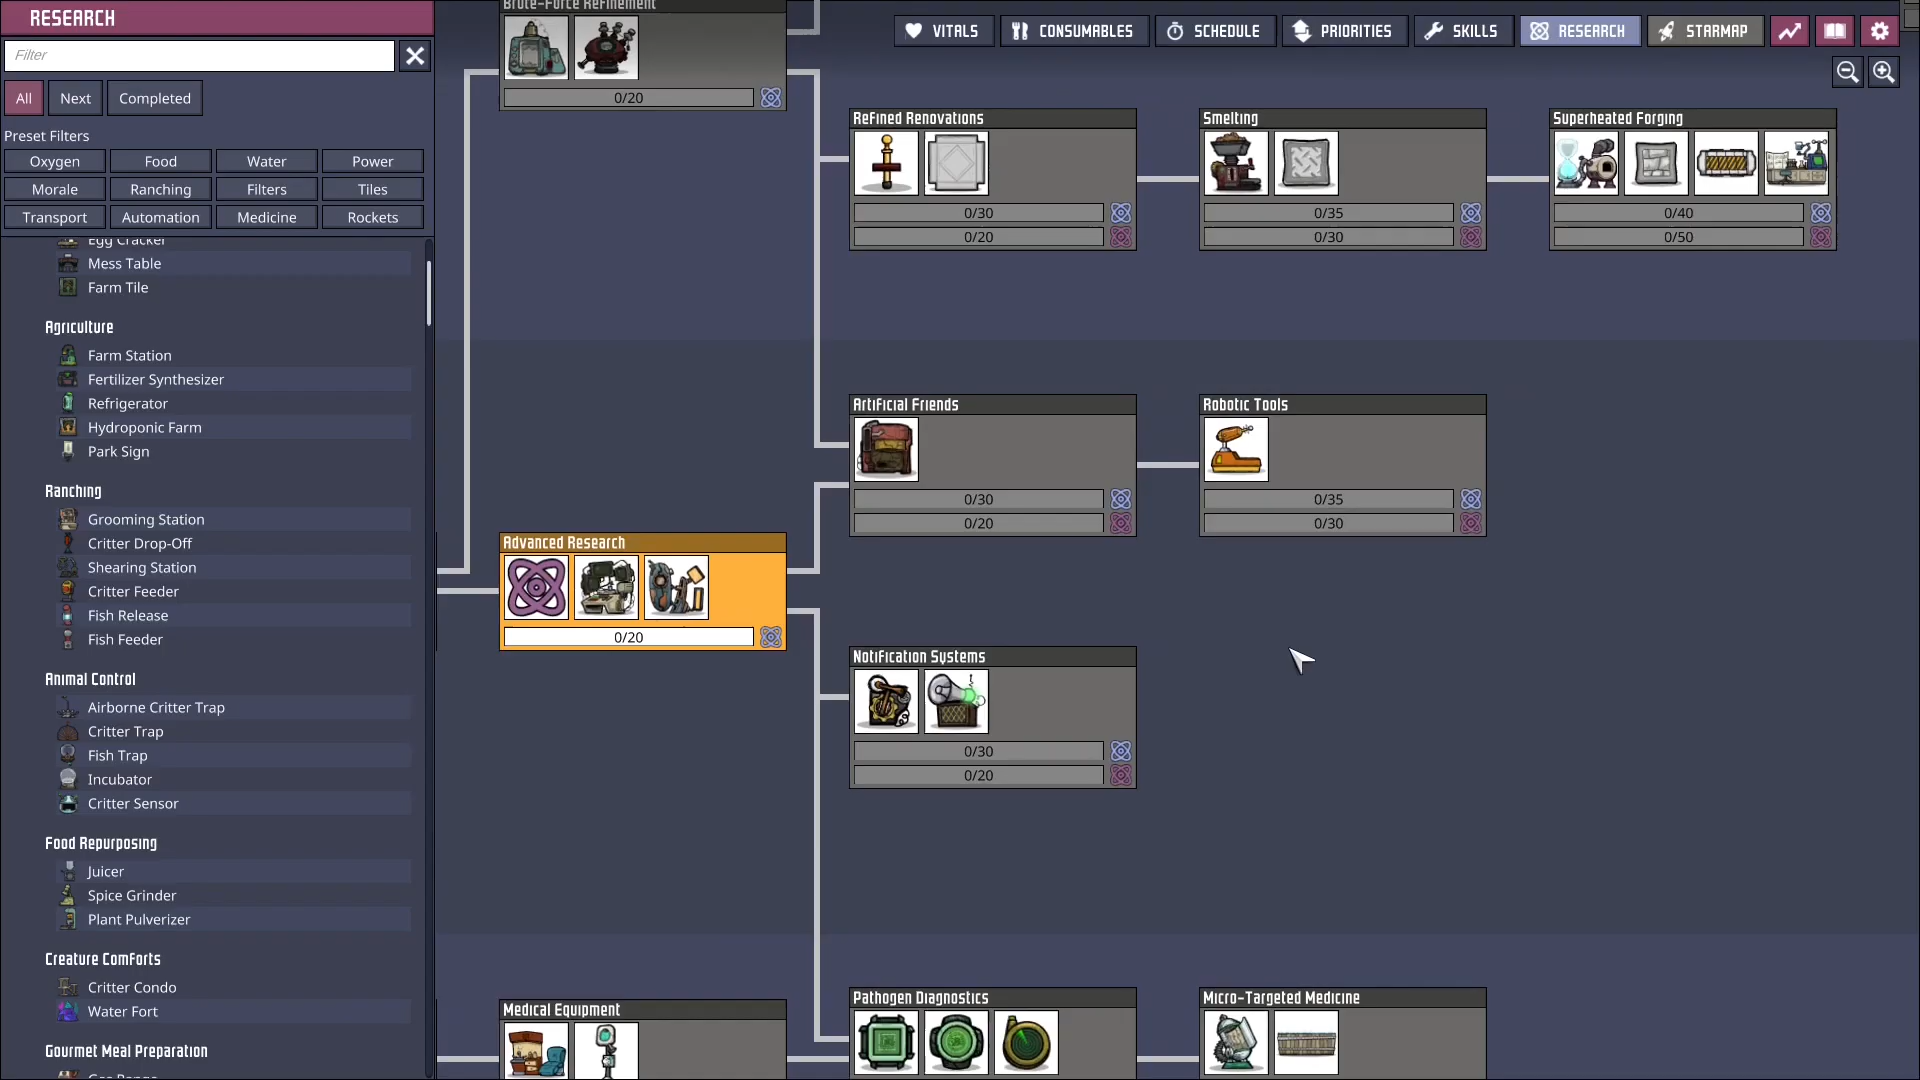 RESEARCH
Filter
All
Next
Completed
Preset Filters
Oxygen
Food
Water
Power
Morale
Ranching
Filters
Tiles
Transport
Automation
Medicine
Rockets
Egg Cracker
Mess Table
Farm Tile
Agriculture
Farm Station
Fertilizer Synthesizer
Refrigerator
Hydroponic Farm
Park Sign
Ranching
Grooming Station
Critter Drop-Off
Shearing Station
Critter Feeder
Fish Release
Fish Feeder
Animal Control
Airborne Critter Trap
Critter Trap
Fish Trap
Incubator
Critter Sensor
Food Repurposing
Juicer
Spice Grinder
Plant Pulverizer
Creature Comforts
Critter Condo
Water Fort
Gourmet Meal Preparation
VITALS
CONSUMABLES
SCHEDULE
PRIORITIES
SKILLS
RESEARCH
STARMAP
Brute-Force Refinement
0/20
Refined Renovations
0/30
0/20
Smelting
0/35
0/30
Superheated Forging
0/40
0/50
Artificial Friends
0/30
0/20
Robotic Tools
0/35
0/30
Advanced Research
0/20
Notification Systems
0/30
0/20
Medical Equipment
Pathogen Diagnostics
Micro-Targeted Medicine